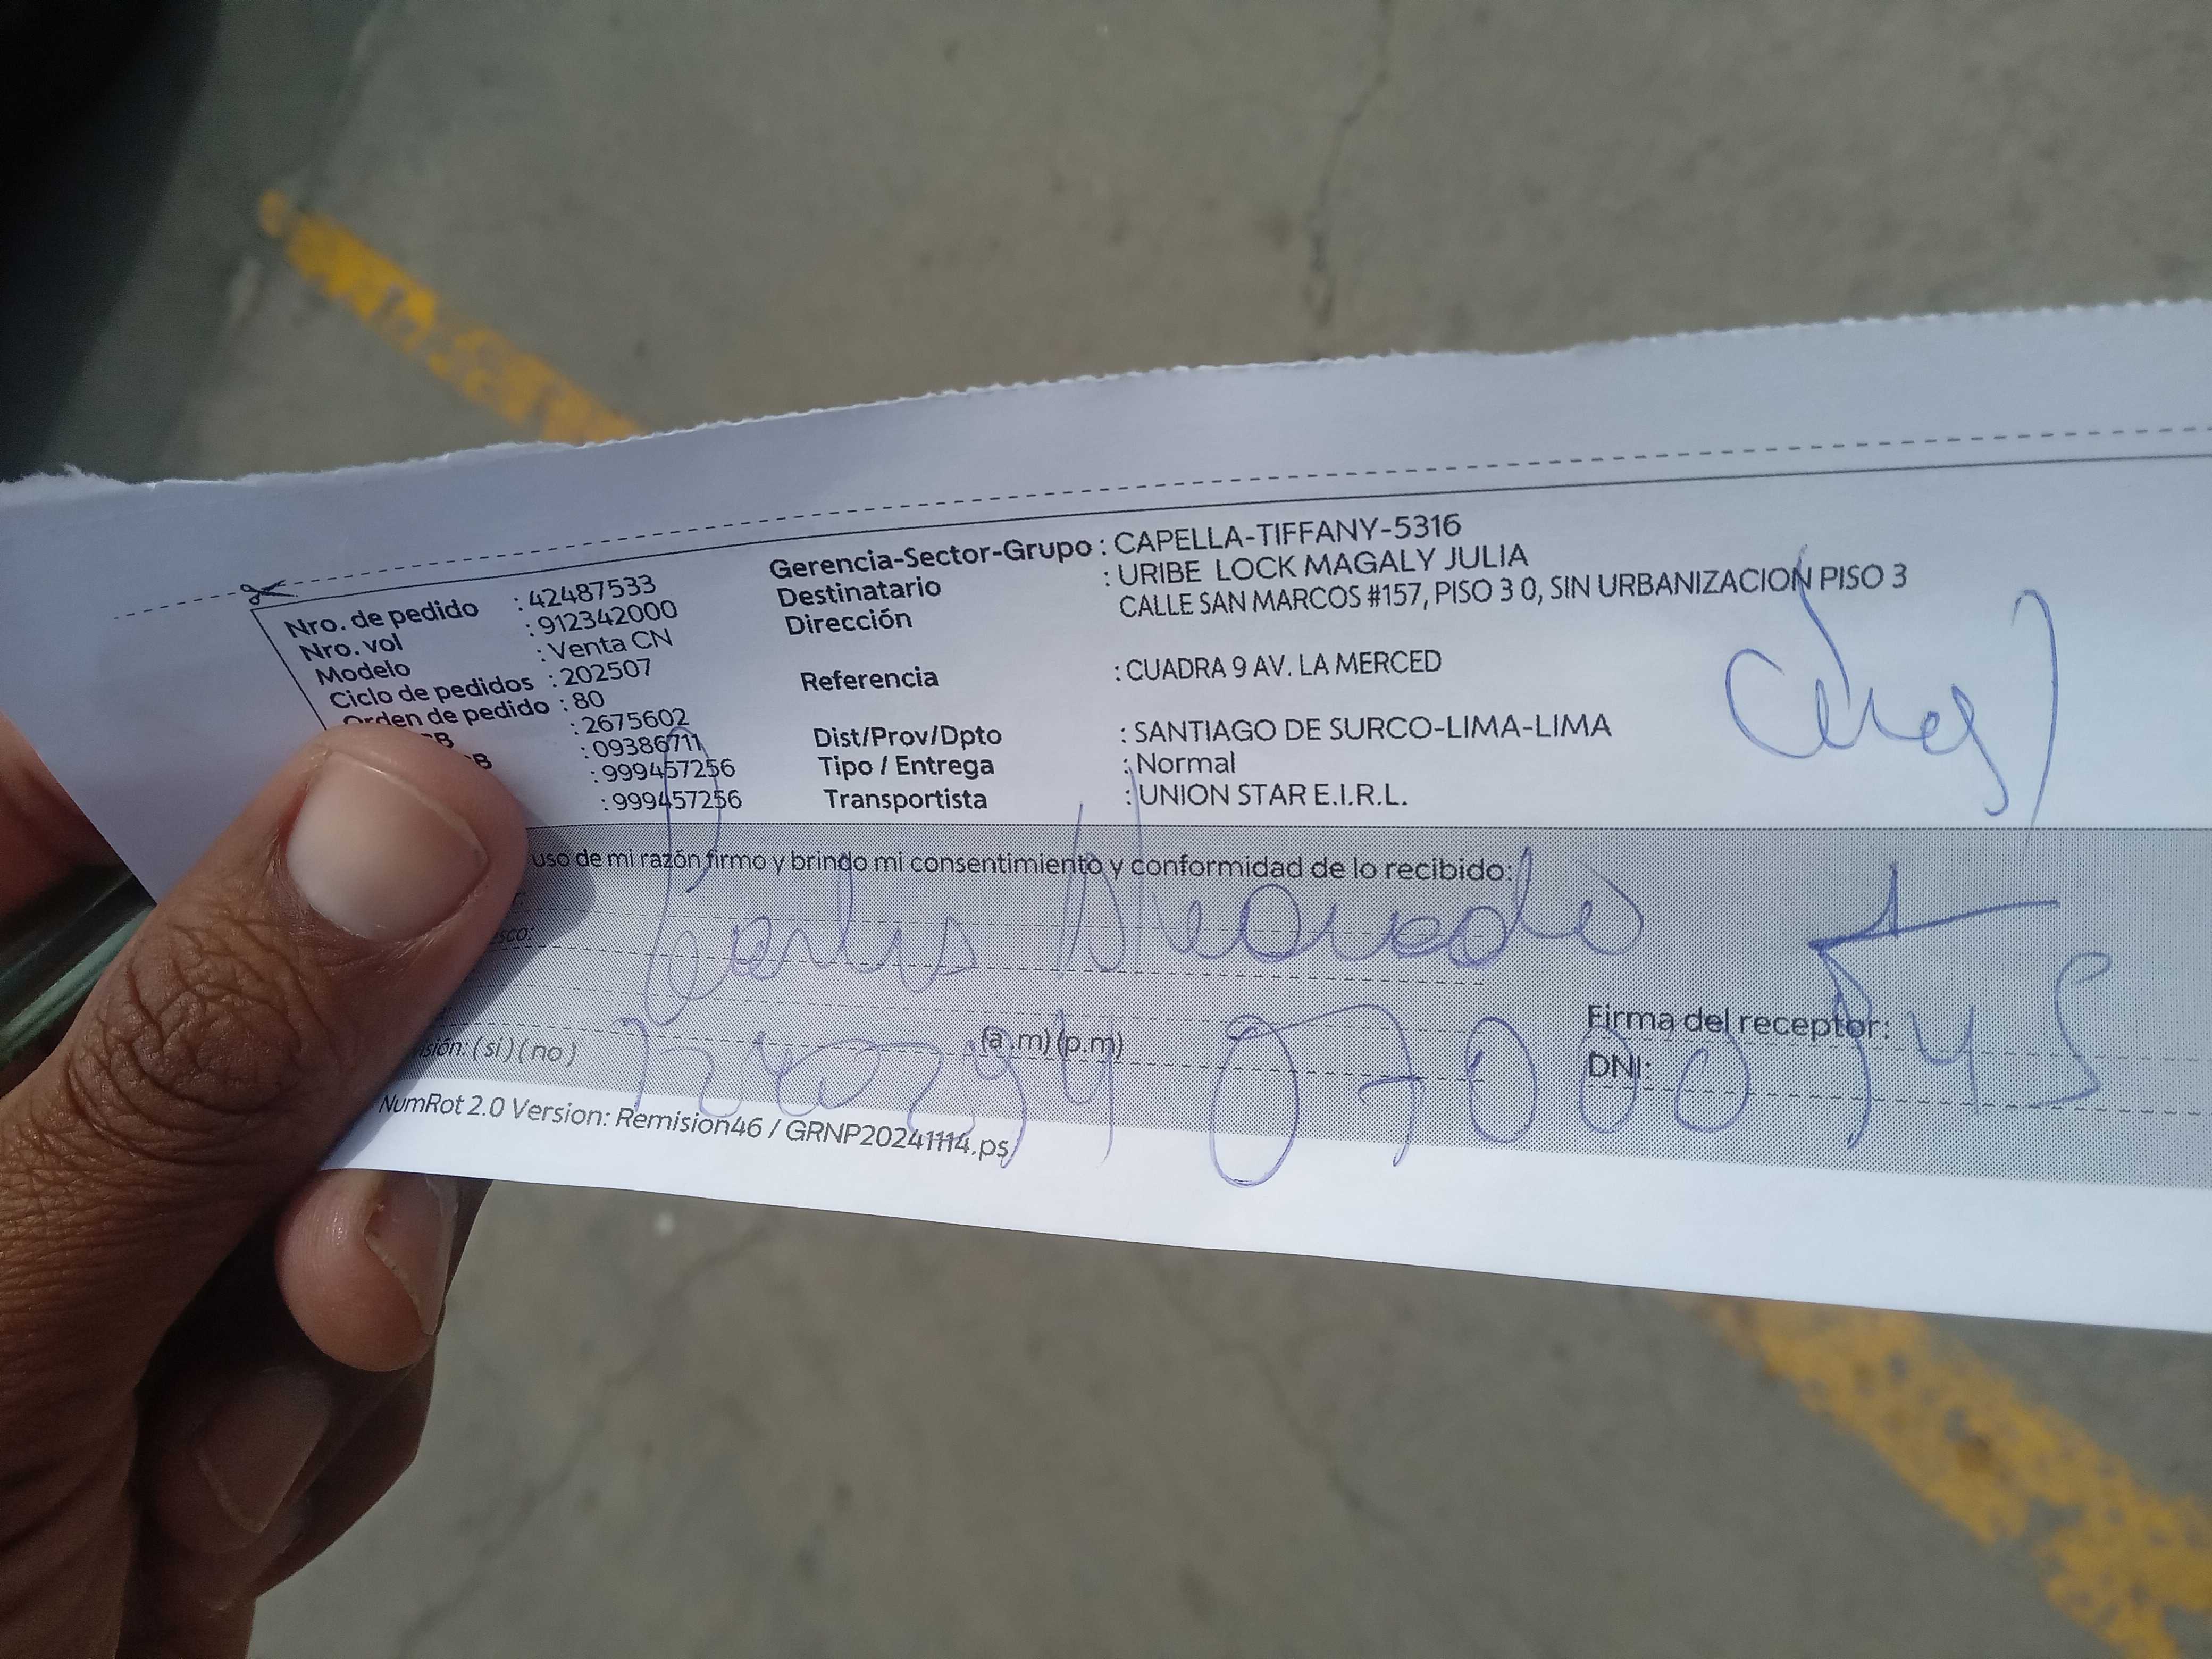 Nro. de pedido : 42487533
Nro. vol : 912342000
Modelo : Venta CN
Ciclo de pedidos : 202507
Orden de pedido : 80
: 2675602
: 09386711
: 999457256
: 999457256
Gerencia-Sector-Grupo : CAPELLA-TIFFANY-5316
Destinatario : URIBE LOCK MAGALY JULIA
Dirección CALLE SAN MARCOS #157, PISO 3 0, SIN URBANIZACION PISO 3
Referencia : CUADRA 9 AV. LA MERCED
Dist/Prov/Dpto : SANTIAGO DE SURCO-LIMA-LIMA
Tipo / Entrega : Normal
Transportista : UNION STAR E.I.R.L.
uso de mi razón firmo y brindo mi consentimiento y conformidad de lo recibido:
Carlos
(a.m) (p.m)
Firma del receptor:
(si) (no)
DNI:
NumRot 2.0 Version: Remision46 / GRNP20241114.ps